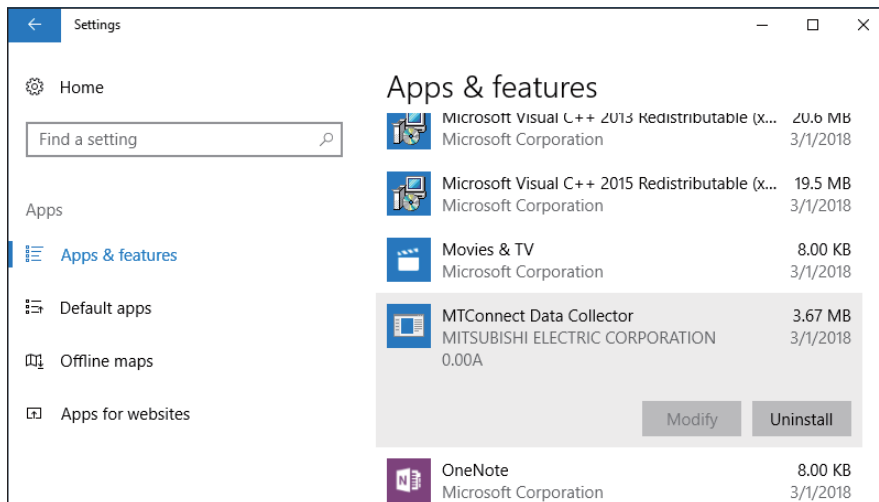 Settings
Home
Find a setting
Apps
Apps & features
Default apps
Offline maps
Apps for websites
Apps & features
Microsoft Visual C++ 2013 Redistributable (x... 20.6 MB
Microsoft Corporation 3/1/2018
Microsoft Visual C++ 2015 Redistributable (x... 19.5 MB
Microsoft Corporation 3/1/2018
Movies & TV 8.00 KB
Microsoft Corporation 3/1/2018
MTConnect Data Collector 3.67 MB
MITSUBISHI ELECTRIC CORPORATION 3/1/2018
0.00A
Modify Uninstall
OneNote 8.00 KB
Microsoft Corporation 3/1/2018